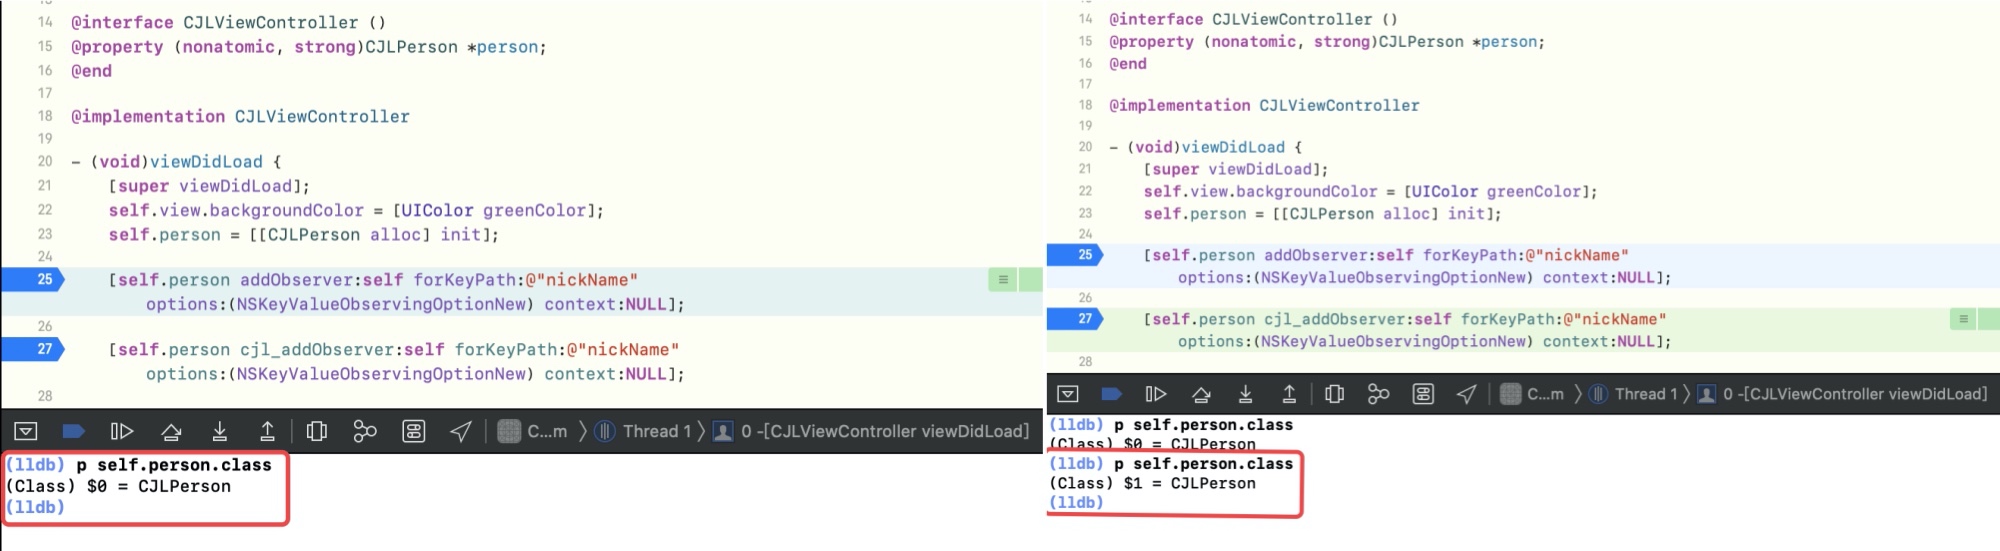 14 @interface CJLViewController ()
15 @property (nonatomic, strong)CJLPerson *person;
16 @end
17
18 @implementation CJLViewController
19
20 - (void)viewDidLoad {
21 [super viewDidLoad];
22 self.view.backgroundColor = [UIColor greenColor];
23 self.person = [[CJLPerson alloc] init];
24
25 [self.person addObserver:self forKeyPath:@"nickName"
options:(NSKeyValueObservingOptionNew) context:NULL];
26
27 [self.person cjl_addObserver:self forKeyPath:@"nickName"
options:(NSKeyValueObservingOptionNew) context:NULL];
28
C...m Thread 1 0 -[CJLViewController viewDidLoad]
(lldb) p self.person.class
(Class) $0 = CJLPerson
(lldb)
14 @interface CJLViewController ()
15 @property (nonatomic, strong)CJLPerson *person;
16 @end
17
18 @implementation CJLViewController
19
20 - (void)viewDidLoad {
21 [super viewDidLoad];
22 self.view.backgroundColor = [UIColor greenColor];
23 self.person = [[CJLPerson alloc] init];
24
25 [self.person addObserver:self forKeyPath:@"nickName"
options:(NSKeyValueObservingOptionNew) context:NULL];
26
27 [self.person cjl_addObserver:self forKeyPath:@"nickName"
options:(NSKeyValueObservingOptionNew) context:NULL];
28
C...m Thread 1 0 -[CJLViewController viewDidLoad]
(lldb) p self.person.class
(Class) $0 = CJLPerson
(lldb) p self.person.class
(Class) $1 = CJLPerson
(lldb)